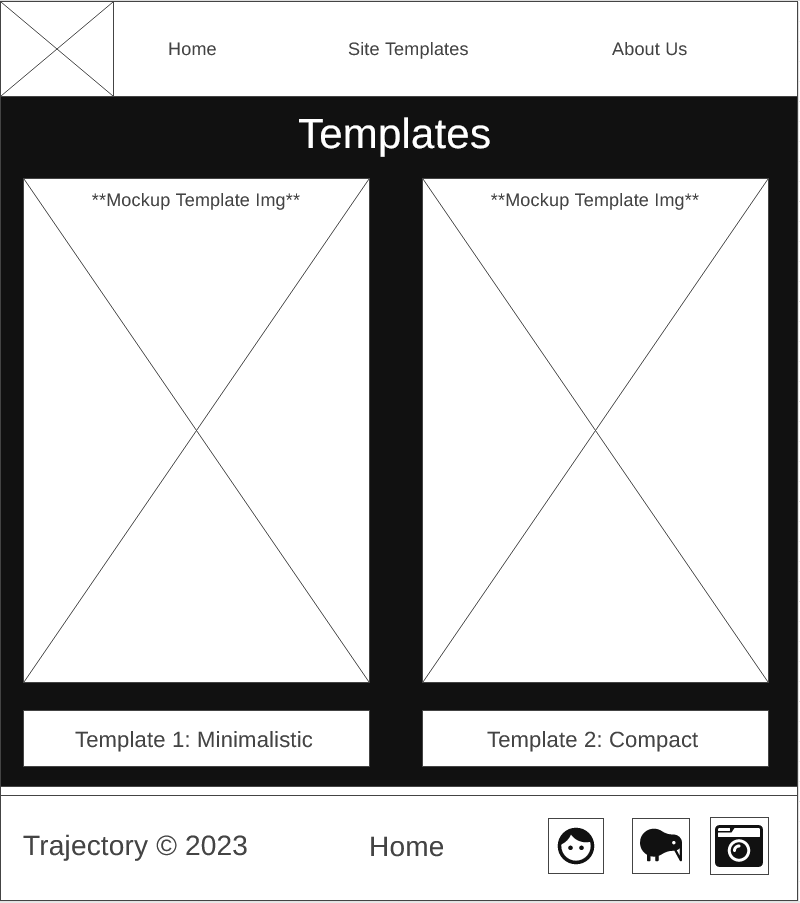 Home Site Templates About Us
Templates
**Mockup Template Img** **Mockup Template Img**
Template 1: Minimalistic Template 2: Compact
Trajectory © 2023 Home